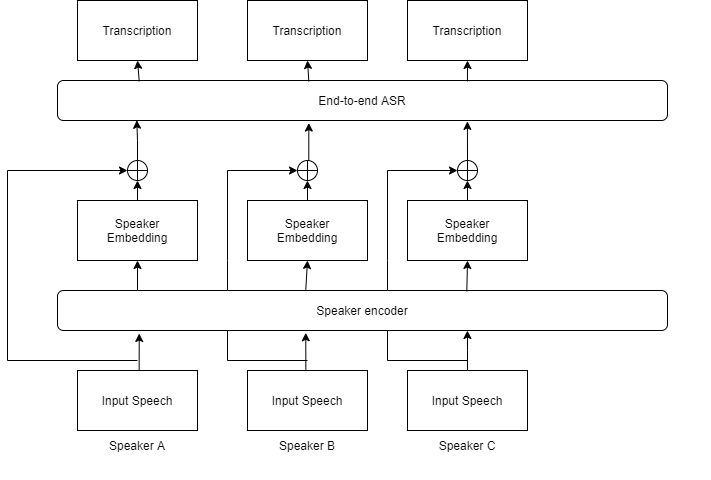 Transcription
Transcription
Transcription
End-to-end ASR
Speaker
Embedding
Speaker
Embedding
Speaker
Embedding
Speaker encoder
Input Speech
Input Speech
Input Speech
Speaker A
Speaker B
Speaker C